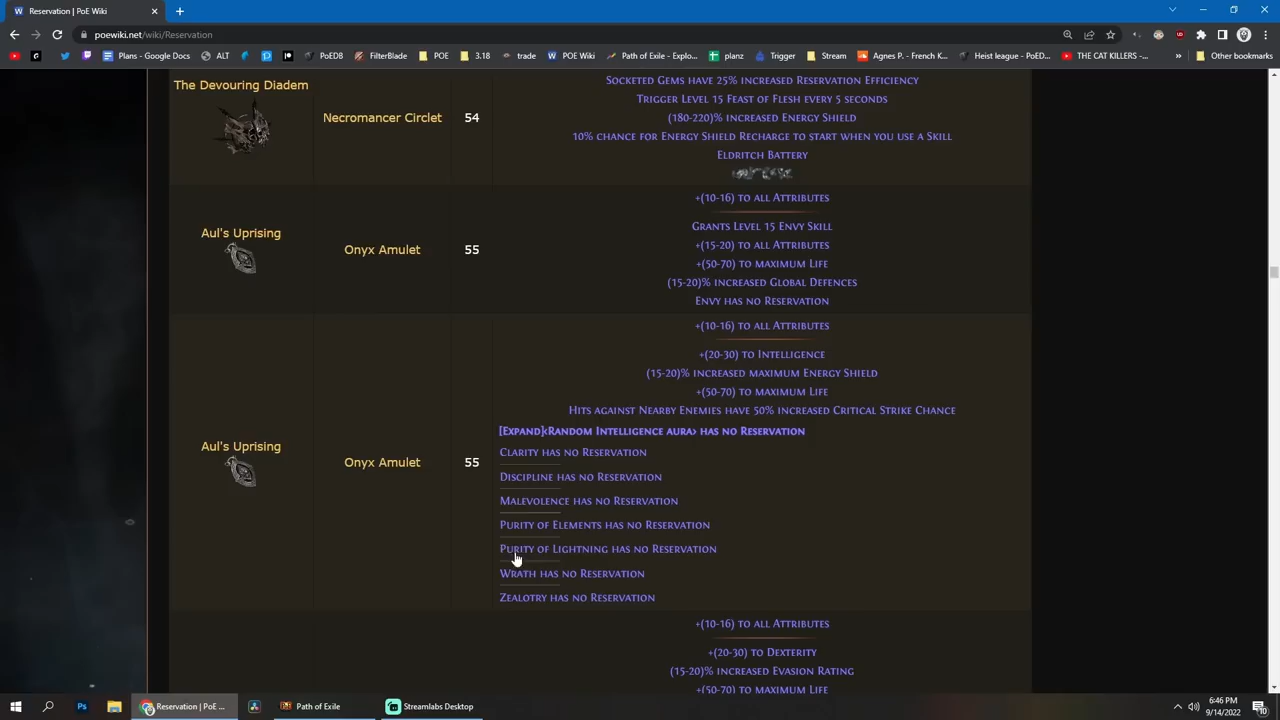 Reservation | PoE Wiki
poewiki.net/wiki/Reservation
Plans - Google Docs
ALT
PoEDB
FilterBlade
POE
3.18
trade
POE Wiki
Path of Exile - Explo...
planz
Trigger
Stream
Agnes P. - French K...
Heist league - PoED...
THE CAT KILLERS -...
Other bookmarks
The Devouring Diadem
Necromancer Circlet
54
Socketed Gems have 25% increased Reservation Efficiency
Trigger Level 15 Feast of Flesh every 5 seconds
(180-220)% increased Energy Shield
10% chance for Energy Shield Recharge to start when you use a Skill
Eldritch Battery
Aul's Uprising
Onyx Amulet
55
+(10-16) to all Attributes
Grants Level 15 Envy Skill
+(15-20) to all Attributes
+(50-70) to maximum Life
(15-20)% increased Global Defences
Envy has no Reservation
Aul's Uprising
Onyx Amulet
55
+(10-16) to all Attributes
+(20-30) to Intelligence
(15-20)% increased maximum Energy Shield
+(50-70) to maximum Life
Hits against Nearby Enemies have 50% increased Critical Strike Chance
[Expand]<Random Intelligence aura> has no Reservation
Clarity has no Reservation
Discipline has no Reservation
Malevolence has no Reservation
Purity of Elements has no Reservation
Purity of Lightning has no Reservation
Wrath has no Reservation
Zealotry has no Reservation
+(10-16) to all Attributes
+(20-30) to Dexterity
(15-20)% increased Evasion Rating
+(50-70) to maximum Life
Reservation | PoE ...
Path of Exile
Streamlabs Desktop
6:46 PM
9/14/2022